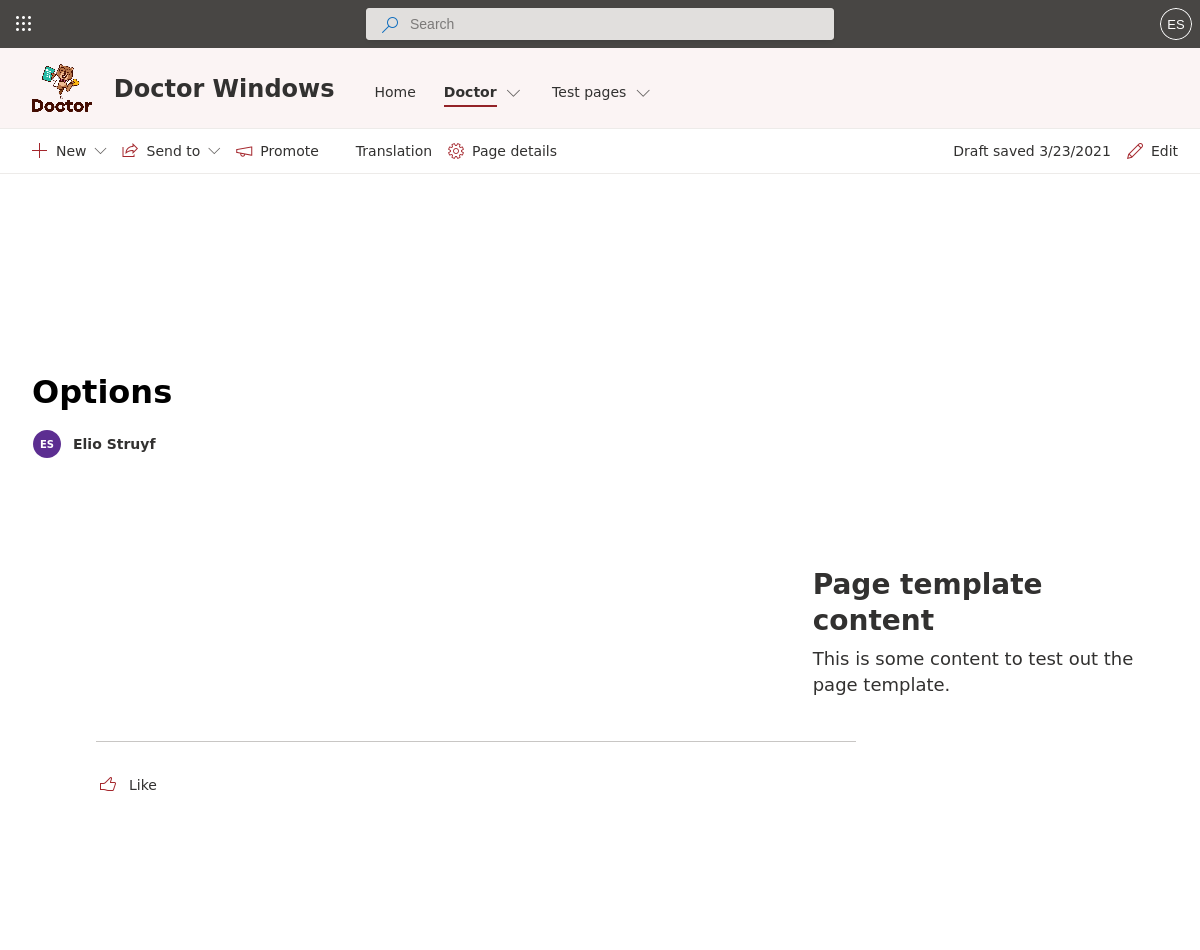 Search
ES
Doctor
Doctor Windows
Home
Doctor
Test pages
New
Send to
Promote
Translation
Page details
Draft saved 3/23/2021
Edit
Options
ES
Elio Struyf
Page template
content
This is some content to test out the
page template.
Like